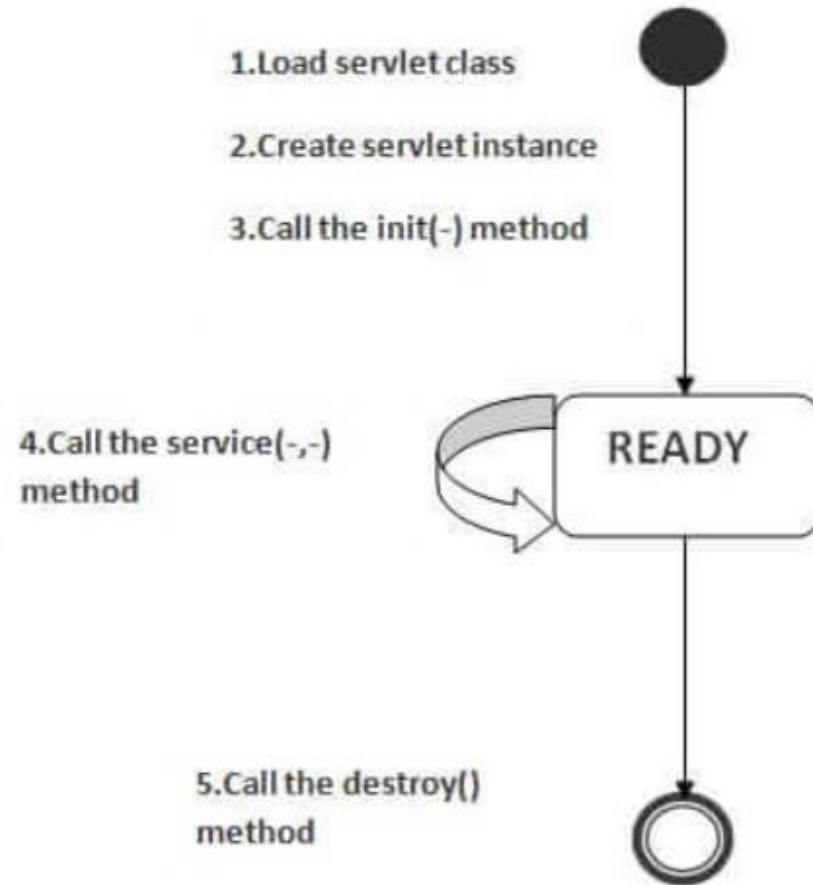 1.Load servlet class
2.Create servlet instance
3.Call the init(-) method
READY
4.Call the service(-,-)
method
5.Call the destroy()
method